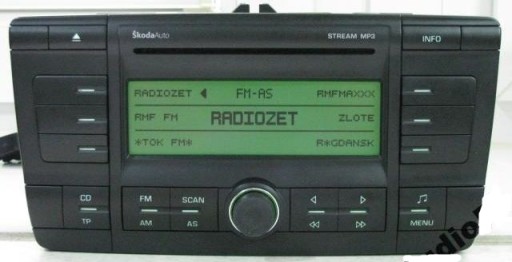 ŠkodaAuto STREAM MP3 INFO
RADIOZET FM-AS RMFMAXXX
RMF FM RADIOZET ZLOTE
*TOK FM* R*GDANSK
CD FM SCAN
TP AM AS MENU
udio